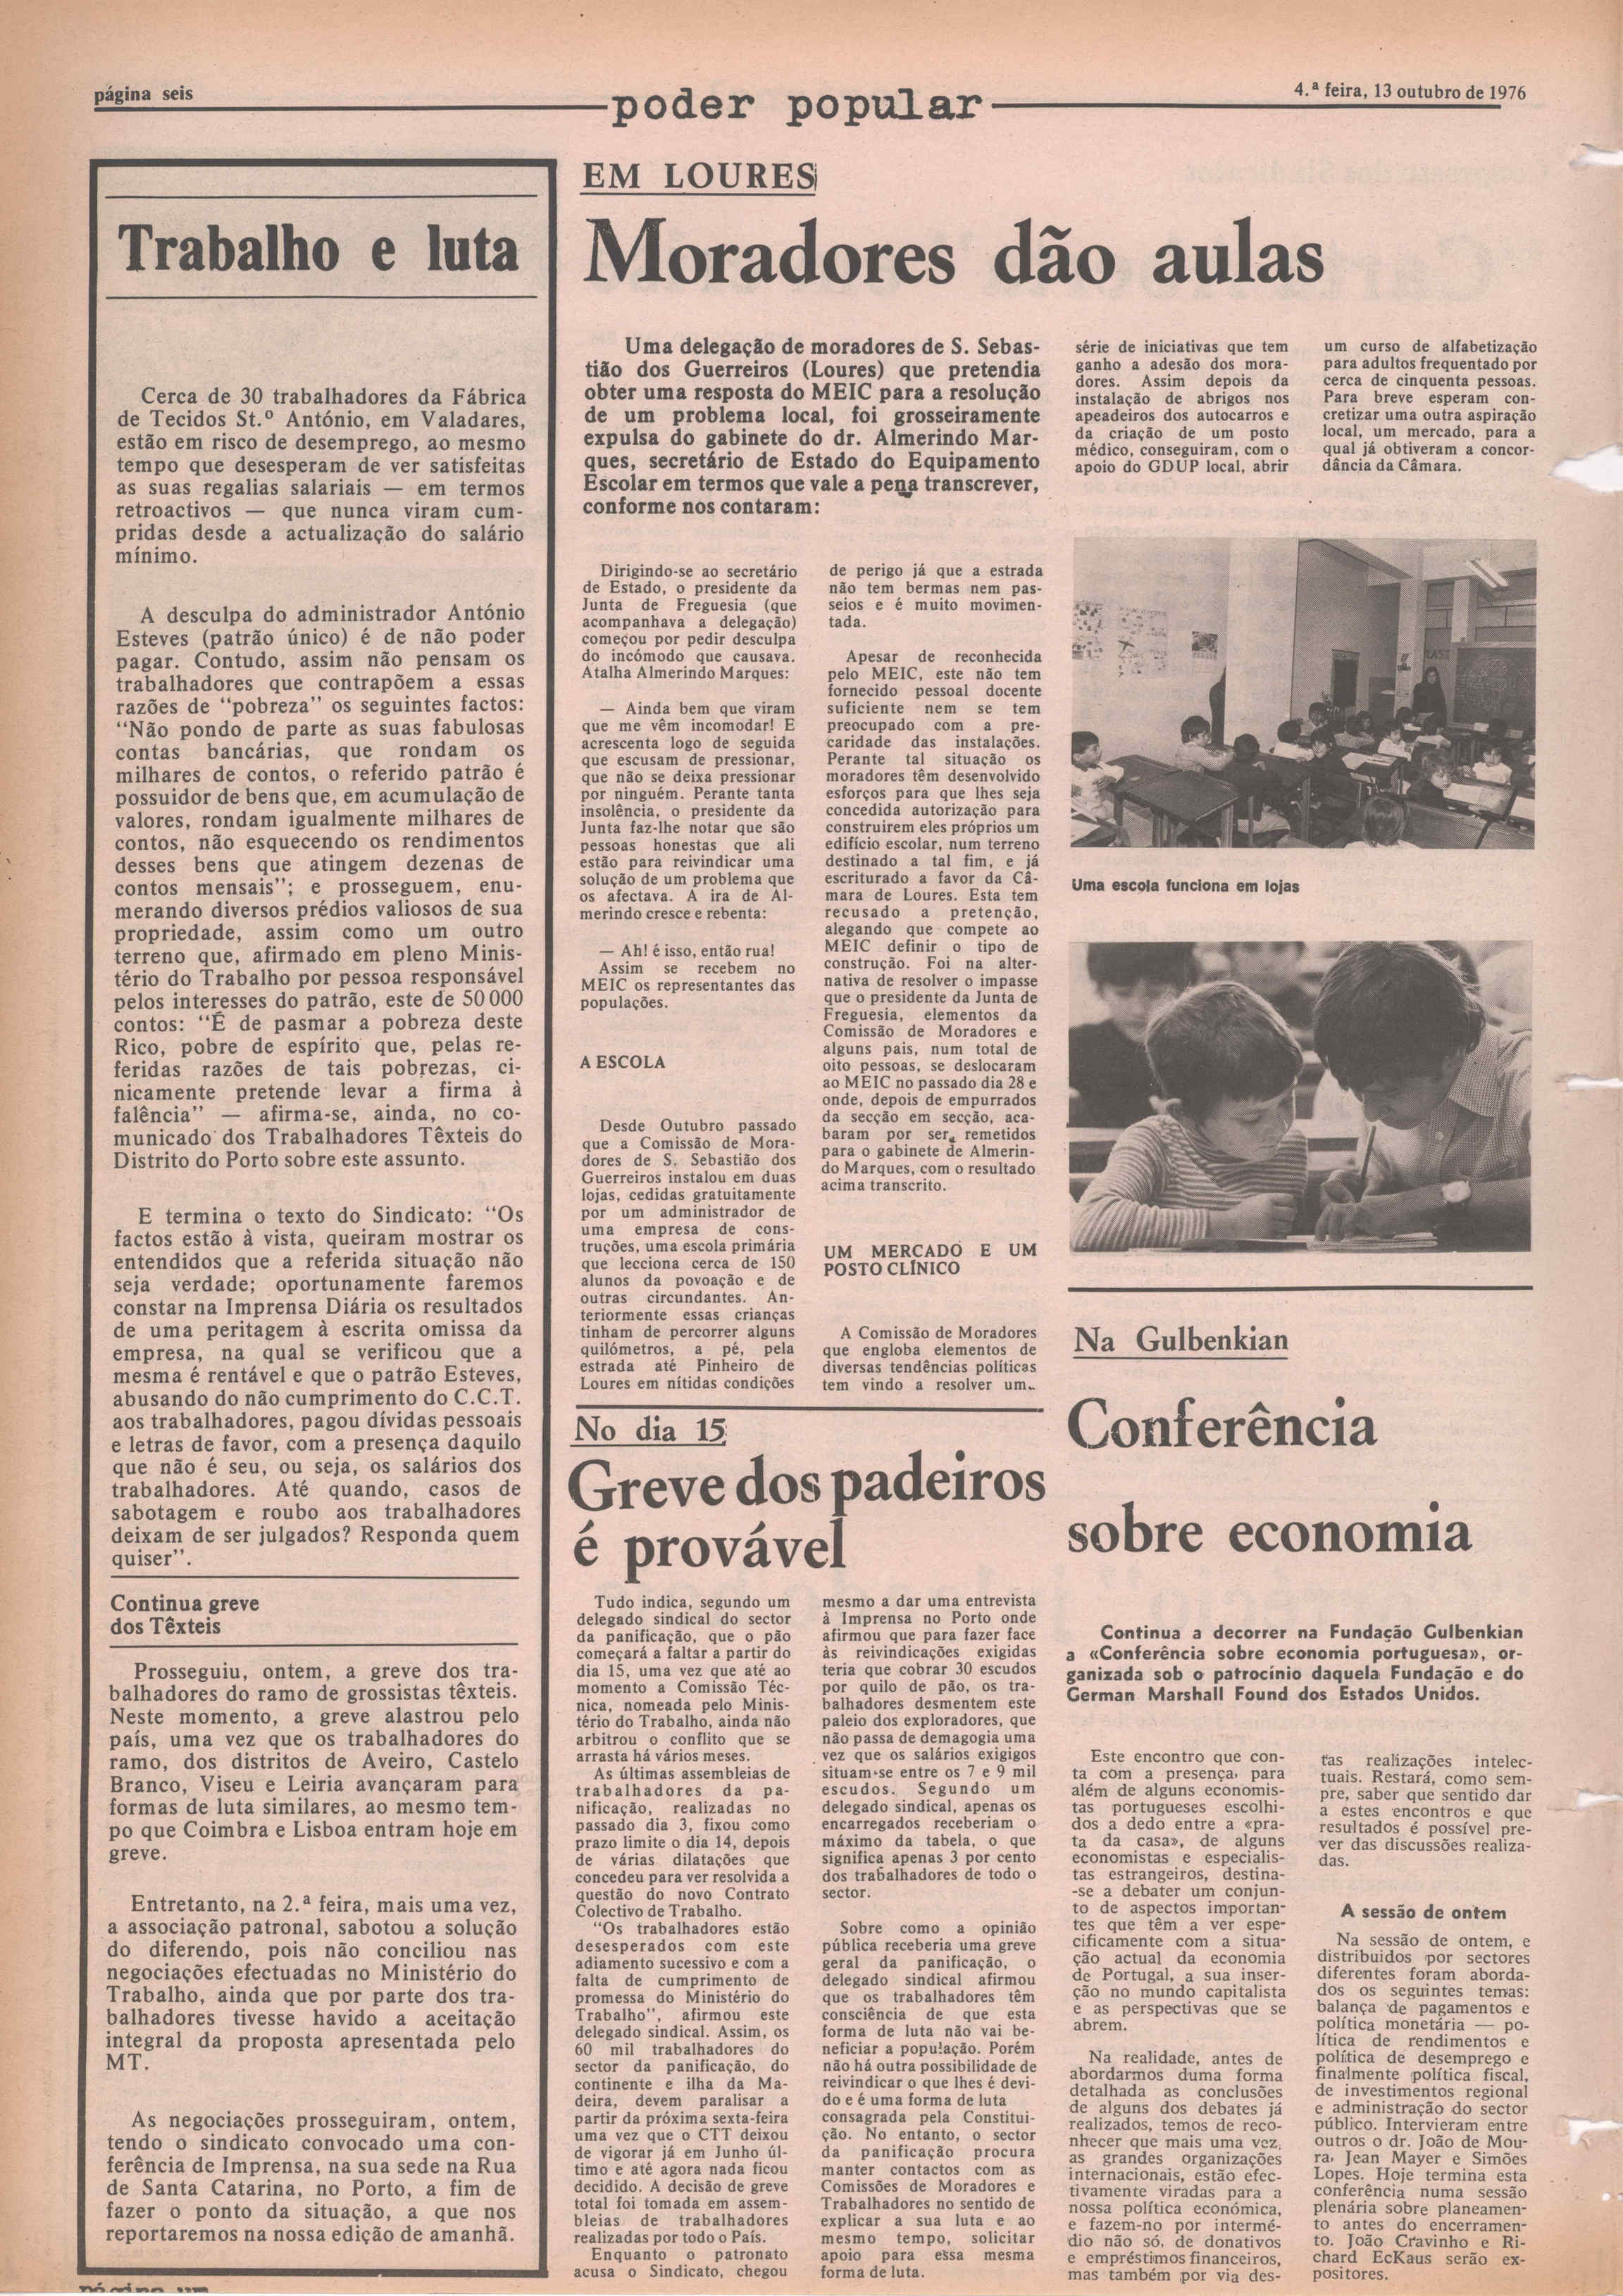 página seis
poder popular
4.ª feira, 13 outubro de 1976
Trabalho e luta
Cerca de 30 trabalhadores da Fábrica
de Tecidos St.º António, em Valadares,
estão em risco de desemprego, ao mesmo
tempo que desesperam de ver satisfeitas
as suas regalias salariais — em termos
retroactivos — que nunca viram cum-
pridas desde a actualização do salário
mínimo.
A desculpa do administrador António
Esteves (patrão único) é de não poder
pagar. Contudo, assim não pensam os
trabalhadores que contrapõem a essas
razões de “pobreza” os seguintes factos:
“Não pondo de parte as suas fabulosas
contas bancárias, que rondam os
milhares de contos, o referido patrão é
possuidor de bens que, em acumulação de
valores, rondam igualmente milhares de
contos, não esquecendo os rendimentos
desses bens que atingem dezenas de
contos mensais”; e prosseguem, enu-
merando diversos prédios valiosos de sua
propriedade, assim como um outro
terreno que, afirmado em pleno Minis-
tério do Trabalho por pessoa responsável
pelos interesses do patrão, este de 50 000
contos: “É de pasmar a pobreza deste
Rico, pobre de espírito que, pelas re-
feridas razões de tais pobrezas, ci-
nicamente pretende levar a firma à
falência” — afirma-se, ainda, no co-
municado dos Trabalhadores Têxteis do
Distrito do Porto sobre este assunto.
E termina o texto do Sindicato: “Os
factos estão à vista, queiram mostrar os
entendidos que a referida situação não
seja verdade; oportunamente faremos
constar na Imprensa Diária os resultados
de uma peritagem à escrita omissa da
empresa, na qual se verificou que a
mesma é rentável e que o patrão Esteves,
abusando do não cumprimento do C.C.T.
aos trabalhadores, pagou dívidas pessoais
e letras de favor, com a presença daquilo
que não é seu, ou seja, os salários dos
trabalhadores. Até quando, casos de
sabotagem e roubo aos trabalhadores
deixam de ser julgados? Responda quem
quiser”.
Continua greve
dos Têxteis
Prosseguiu, ontem, a greve dos tra-
balhadores do ramo de grossistas têxteis.
Neste momento, a greve alastrou pelo
país, uma vez que os trabalhadores do
ramo, dos distritos de Aveiro, Castelo
Branco, Viseu e Leiria avançaram para
formas de luta similares, ao mesmo tem-
po que Coimbra e Lisboa entram hoje em
greve.
Entretanto, na 2.ª feira, mais uma vez,
a associação patronal, sabotou a solução
do diferendo, pois não conciliou nas
negociações efectuadas no Ministério do
Trabalho, ainda que por parte dos tra-
balhadores tivesse havido a aceitação
integral da proposta apresentada pelo
MT.
As negociações prosseguiram, ontem,
tendo o sindicato convocado uma con-
ferência de Imprensa, na sua sede na Rua
de Santa Catarina, no Porto, a fim de
fazer o ponto da situação, a que nos
reportaremos na nossa edição de amanhã.
EM LOURES
Moradores dão aulas
Uma delegação de moradores de S. Sebas-
tião dos Guerreiros (Loures) que pretendia
obter uma resposta do MEIC para a resolução
de um problema local, foi grosseiramente
expulsa do gabinete do dr. Almerindo Mar-
ques, secretário de Estado do Equipamento
Escolar em termos que vale a pena transcrever,
conforme nos contaram:
Dirigindo-se ao secretário
de Estado, o presidente da
Junta de Freguesia (que
acompanhava a delegação)
começou por pedir desculpa
do incómodo que causava.
Atalha Almerindo Marques:
— Ainda bem que viram
que me vêm incomodar! E
acrescenta logo de seguida
que escusam de pressionar,
que não se deixa pressionar
por ninguém. Perante tanta
insolência, o presidente da
Junta faz-lhe notar que são
pessoas honestas que ali
estão para reivindicar uma
solução de um problema que
os afectava. A ira de Al-
merindo cresce e rebenta:
— Ah! é isso, então rua!
Assim se recebem no
MEIC os representantes das
populações.
A ESCOLA
Desde Outubro passado
que a Comissão de Mora-
dores de S. Sebastião dos
Guerreiros instalou em duas
lojas, cedidas gratuitamente
por um administrador de
uma empresa de cons-
truções, uma escola primária
que lecciona cerca de 150
alunos da povoação e de
outras circundantes. An-
teriormente essas crianças
tinham de percorrer alguns
quilómetros, a pé, pela
estrada até Pinheiro de
Loures em nítidas condições
de perigo já que a estrada
não tem bermas nem pas-
seios e é muito movimen-
tada.
Apesar de reconhecida
pelo MEIC, este não tem
fornecido pessoal docente
suficiente nem se tem
preocupado com a pre-
caridade das instalações.
Perante tal situação os
moradores têm desenvolvido
esforços para que lhes seja
concedida autorização para
construirem eles próprios um
edifício escolar, num terreno
destinado a tal fim, e já
escriturado a favor da Câ-
mara de Loures. Esta tem
recusado a pretenção,
alegando que compete ao
MEIC definir o tipo de
construção. Foi na alter-
nativa de resolver o impasse
que o presidente da Junta de
Freguesia, elementos da
Comissão de Moradores e
alguns pais, num total de
oito pessoas, se deslocaram
ao MEIC no passado dia 28 e
onde, depois de empurrados
da secção em secção, aca-
baram por ser remetidos
para o gabinete de Almerin-
do Marques, com o resultado
acima transcrito.
UM MERCADO E UM
POSTO CLÍNICO
A Comissão de Moradores
que engloba elementos de
diversas tendências políticas
tem vindo a resolver um
série de iniciativas que tem
ganho a adesão dos mora-
dores. Assim depois da
instalação de abrigos nos
apeadeiros dos autocarros e
da criação de um posto
médico, conseguiram, com o
apoio do GDUP local, abrir
um curso de alfabetização
para adultos frequentado por
cerca de cinquenta pessoas.
Para breve esperam con-
cretizar uma outra aspiração
local, um mercado, para a
qual já obtiveram a concor-
dância da Câmara.
Uma escola funciona em lojas
No dia 15
Greve dos padeiros
é provável
Tudo indica, segundo um
delegado sindical do sector
da panificação, que o pão
começará a faltar a partir do
dia 15, uma vez que até ao
momento a Comissão Téc-
nica, nomeada pelo Minis-
tério do Trabalho, ainda não
arbitrou o conflito que se
arrasta há vários meses.
As últimas assembleias de
trabalhadores da pa-
nificação, realizadas no
passado dia 3, fixou como
prazo limite o dia 14, depois
de várias dilatações que
concedeu para ver resolvida a
questão do novo Contrato
Colectivo de Trabalho.
“Os trabalhadores estão
desesperados com este
adiamento sucessivo e com a
falta de cumprimento de
promessa do Ministério do
Trabalho”, afirmou este
delegado sindical. Assim, os
60 mil trabalhadores do
sector da panificação, do
continente e ilha da Ma-
deira, devem paralisar a
partir da próxima sexta-feira
uma vez que o CTT deixou
de vigorar já em Junho úl-
timo e até agora nada ficou
decidido. A decisão de greve
total foi tomada em assem-
bleias de trabalhadores
realizadas por todo o País.
Enquanto o patronato
acusa o Sindicato, chegou
mesmo a dar uma entrevista
à Imprensa no Porto onde
afirmou que para fazer face
às reivindicações exigidas
teria que cobrar 30 escudos
por quilo de pão, os tra-
balhadores desmentem este
paleio dos exploradores, que
não passa de demagogia uma
vez que os salários exigigos
situam-se entre os 7 e 9 mil
escudos. Segundo um
delegado sindical, apenas os
encarregados receberiam o
máximo da tabela, o que
significa apenas 3 por cento
dos trabalhadores de todo o
sector.
Sobre como a opinião
pública receberia uma greve
geral da panificação, o
delegado sindical afirmou
que os trabalhadores têm
consciência de que esta
forma de luta não vai be-
neficiar a população. Porém
não há outra possibilidade de
reivindicar o que lhes é devi-
do e é uma forma de luta
consagrada pela Constitui-
ção. No entanto, o sector
da panificação procura
manter contactos com as
Comissões de Moradores e
Trabalhadores no sentido de
explicar a sua luta e ao
mesmo tempo, solicitar
apoio para essa mesma
forma de luta.
Na Gulbenkian
Conferência
sobre economia
Continua a decorrer na Fundação Gulbenkian
a «Conferência sobre economia portuguesa», or-
ganizada sob o patrocínio daquela Fundação e do
German Marshall Found dos Estados Unidos.
Este encontro que con-
ta com a presença, para
além de alguns economis-
tas portugueses escolhi-
dos a dedo entre a «pra-
ta da casa», de alguns
economistas e especialis-
tas estrangeiros, destina-
-se a debater um conjun-
to de aspectos importan-
tes que têm a ver espe-
cificamente com a situa-
ção actual da economia
de Portugal, a sua inser-
ção no mundo capitalista
e as perspectivas que se
abrem.
Na realidade, antes de
abordarmos duma forma
detalhada as conclusões
de alguns dos debates já
realizados, temos de reco-
nhecer que mais uma vez,
as grandes organizações
internacionais, estão efec-
tivamente viradas para a
nossa política económica,
e fazem-no por intermé-
dio não só, de donativos
e empréstimos financeiros,
mas também por via des-
tas realizações intelec-
tuais. Restará, como sem-
pre, saber que sentido dar
a estes encontros e que
resultados é possível pre-
ver das discussões realiza-
das.
A sessão de ontem
Na sessão de ontem, e
distribuidos por sectores
diferentes foram aborda-
dos os seguintes temas:
balança de pagamentos e
política monetária — po-
lítica de rendimentos e
política de desemprego e
finalmente política fiscal,
de investimentos regional
e administração do sector
público. Intervieram entre
outros o dr. João de Mou-
ra, Jean Mayer e Simões
Lopes. Hoje termina esta
conferência numa sessão
plenária sobre planeamen-
to antes do encerramen-
to. João Cravinho e Ri-
chard EcKaus serão ex-
positores.